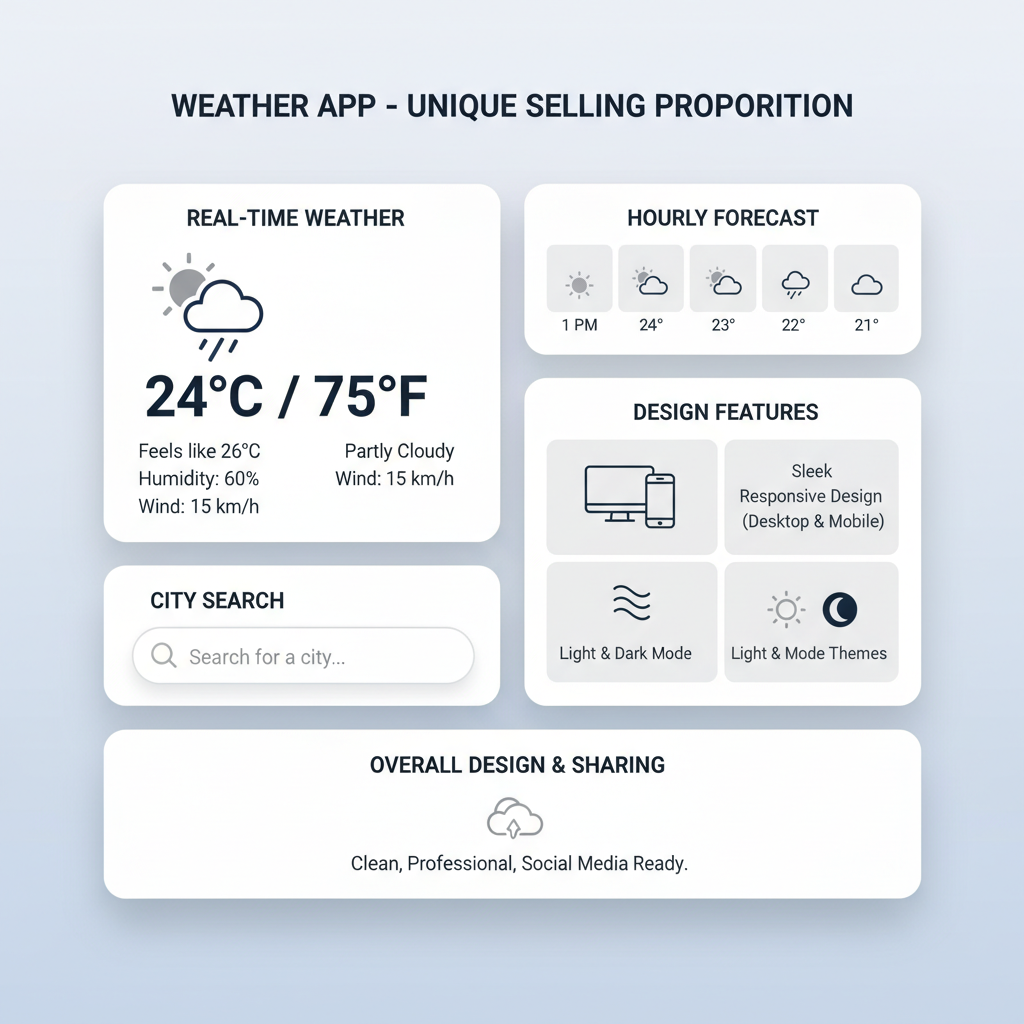 WEATHER APP - UNIQUE SELLING PROPORITION
REAL-TIME WEATHER
24°C / 75°F
Feels like 26°C
Partly Cloudy
Humidity: 60%
Wind: 15 km/h
Wind: 15 km/h
HOURLY FORECAST
1 PM
24°
23°
22°
21°
DESIGN FEATURES
Sleek
Responsive Design
(Desktop & Mobile)
Light & Dark Mode
Light & Mode Themes
CITY SEARCH
Search for a city...
OVERALL DESIGN & SHARING
Clean, Professional, Social Media Ready.